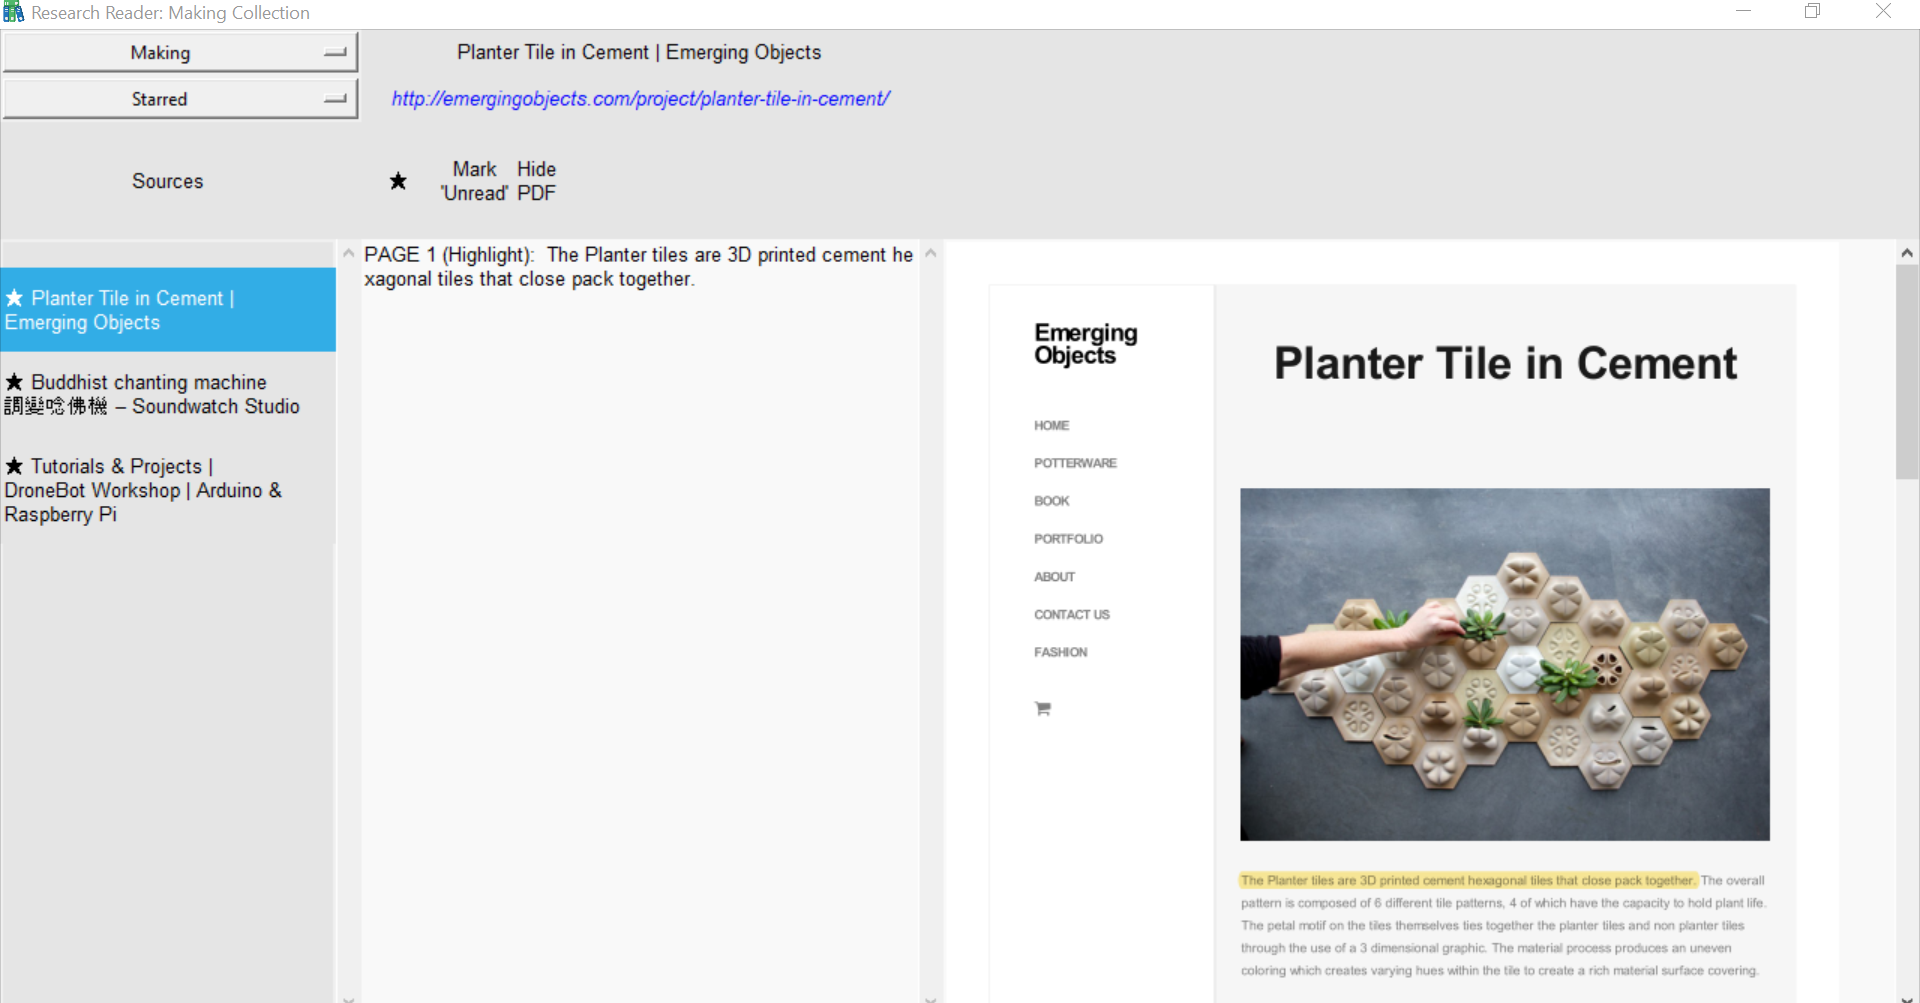 Research Reader: Making Collection
Making
Starred
Sources
Planter Tile in Cement | Emerging Objects
http://emergingobjects.com/project/planter-tile-in-cement/
★
Mark
'Unread'
Hide
PDF
★ Planter Tile in Cement |
Emerging Objects
★ Buddhist chanting machine
調變唸佛機 – Soundwatch Studio
★ Tutorials & Projects |
DroneBot Workshop | Arduino &
Raspberry Pi
PAGE 1 (Highlight):  The Planter tiles are 3D printed cement he
xagonal tiles that close pack together.
Emerging
Objects
HOME
POTTERWARE
BOOK
PORTFOLIO
ABOUT
CONTACT US
FASHION
Planter Tile in Cement
The Planter tiles are 3D printed cement hexagonal tiles that close pack together. The overall
pattern is composed of 6 different tile patterns, 4 of which have the capacity to hold plant life.
The petal motif on the tiles themselves ties together the planter tiles and non planter tiles
through the use of a 3 dimensional graphic. The material process produces an uneven
coloring which creates varying hues within the tile to create a rich material surface covering.